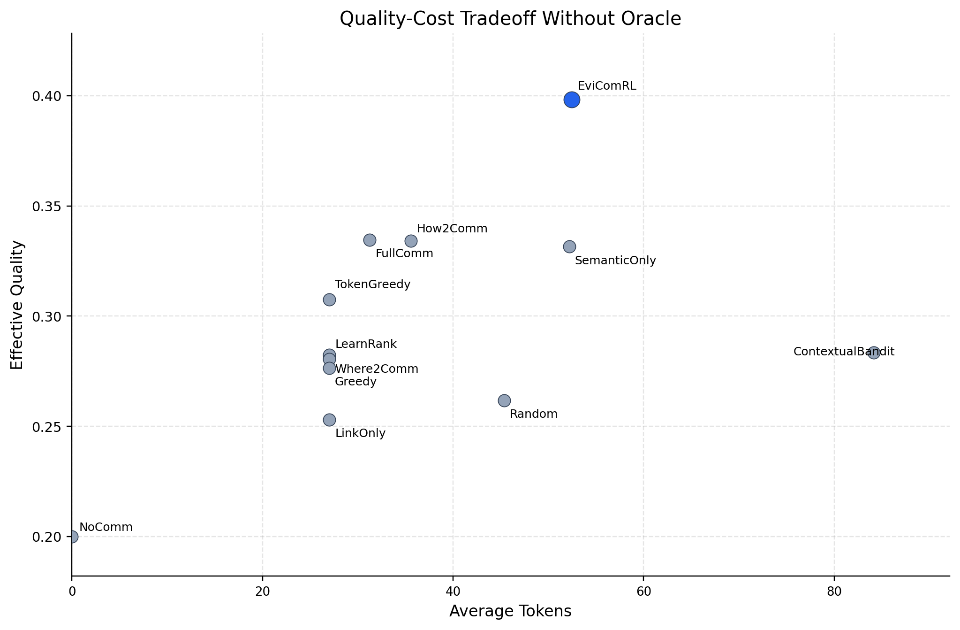 Quality-Cost Tradeoff Without Oracle
EviComRL
0.40
0.35
How2Comm
FullComm
SemanticOnly
TokenGreedy
0.30
LearnRank
ContextualBandit
Where2Comm
Greedy
Random
0.25
LinkOnly
NoComm
0.20
Effective Quality
0
20
40
60
80
Average Tokens